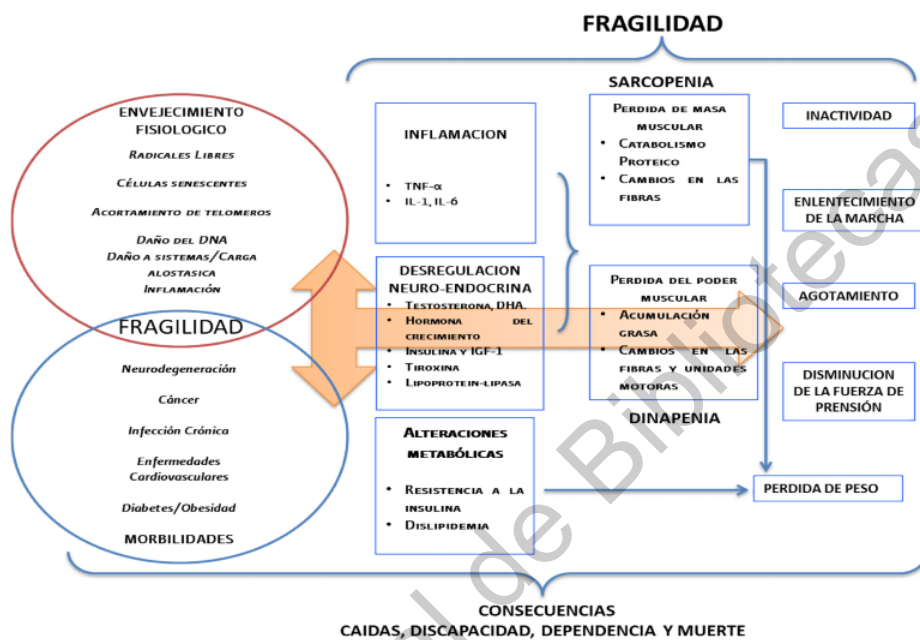 FRAGILIDAD
ENVEJECIMIENTO
FISIOLOGICO
Radicales Libres
Células senescentes
Acortamiento de telomeros
Daño del DNA
Daño a sistemas/Carga
alostasica
Inflamación
FRAGILIDAD
Neurodegeneración
Cáncer
Infección Crónica
Enfermedades
Cardiovasculares
Diabetes/Obesidad
MORBILIDADES
INFLAMACION
• TNF-α
• IL-1, IL-6
DESREGULACION
NEURO-ENDOCRINA
• Testosterona, DHA.
• Hormona del
crecimiento
• Insulina y IGF-1
• Tiroxina
• Lipoprotein-lipasa
Alteraciones
metabólicas
• Resistencia a la
insulina
• Dislipidemia
SARCOPENIA
Perdida de masa
muscular
• Catabolismo
Proteico
• Cambios en las
fibras
Perdida del poder
muscular
• Acumulación
grasa
• Cambios en las
fibras y unidades
motoras
DINAPENIA
INACTIVIDAD
ENLENTECIMIENTO
DE LA MARCHA
AGOTAMIENTO
DISMINUCION
DE LA FUERZA DE
PRENSIÓN
PERDIDA DE PESO
CONSECUENCIAS
CAIDAS, DISCAPACIDAD, DEPENDENCIA Y MUERTE
al de Bibliotecas